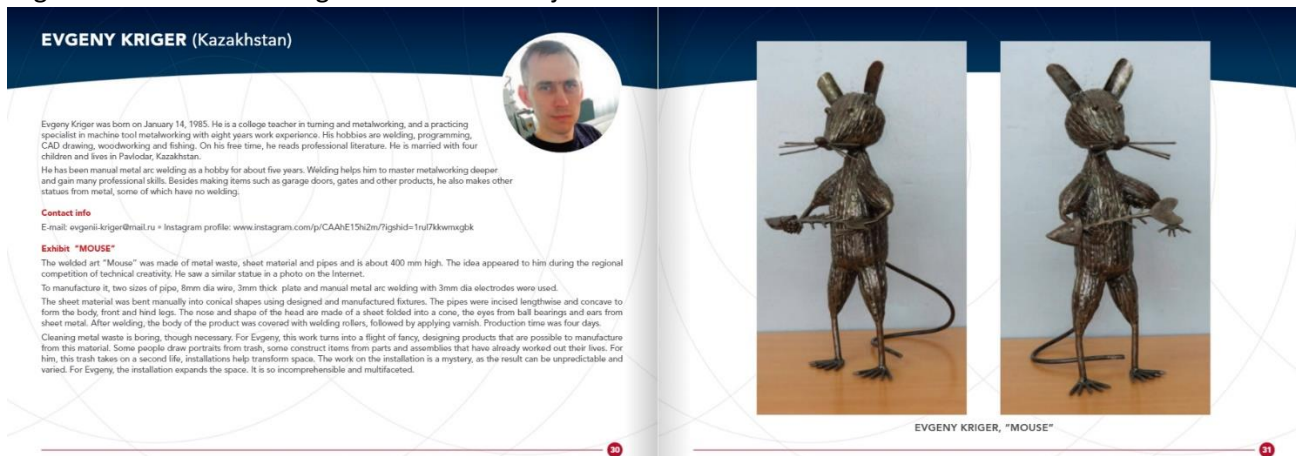 EVGENY KRIGER (Kazakhstan)
Evgeny Kriger was born on January 14, 1985. He is a college teacher in turning and metalworking, and a practicing
specialist in machine tool metalworking with eight years work experience. His hobbies are welding, programming,
CAD drawing, woodworking and fishing. On his free time, he reads professional literature. He is married with four
children and lives in Pavlodar, Kazakhstan.
He has been manual metal arc welding as a hobby for about five years. Welding helps him to master metalworking deeper
and gain many professional skills. Besides making items such as garage doors, gates and other products, he also makes other
statues from metal, some of which have no welding.
Contact info
E-mail: evgenii-kriger@mail.ru • Instagram profile: www.instagram.com/p/CAAhE15hi2m/?igshid=1rul7kkwmxgbk
Exhibit "MOUSE"
The welded art "Mouse" was made of metal waste, sheet material and pipes and is about 400 mm high. The idea appeared to him during the regional
competition of technical creativity. He saw a similar statue in a photo on the Internet.
To manufacture it, two sizes of pipe, 8mm dia wire, 3mm thick plate and manual metal arc welding with 3mm dia electrodes were used.
The sheet material was bent manually into conical shapes using designed and manufactured fixtures. The pipes were incised lengthwise and concave to
form the body, front and hind legs. The nose and shape of the head are made of a sheet folded into a cone, the eyes from ball bearings and ears from
sheet metal. After welding, the body of the product was covered with welding rollers, followed by applying varnish. Production time was four days.
Cleaning metal waste is boring, though necessary. For Evgeny, this work turns into a flight of fancy, designing products that are possible to manufacture
from this material. Some people draw portraits from trash, some construct items from parts and assemblies that have already worked out their lives. For
him, this trash takes on a second life, installations help transform space. The work on the installation is a mystery, as the result can be unpredictable and
varied. For Evgeny, the installation expands the space. It is so incomprehensible and multifaceted.
30
EVGENY KRIGER, "MOUSE"
31